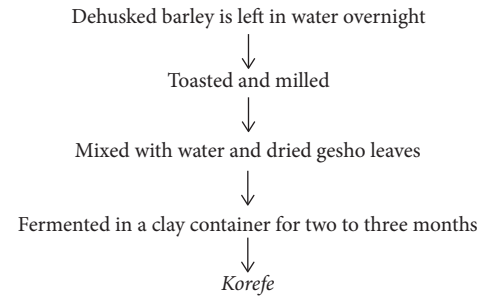 Dehusked barley is left in water overnight
Toasted and milled
Mixed with water and dried gesho leaves
Fermented in a clay container for two to three months
Korefe